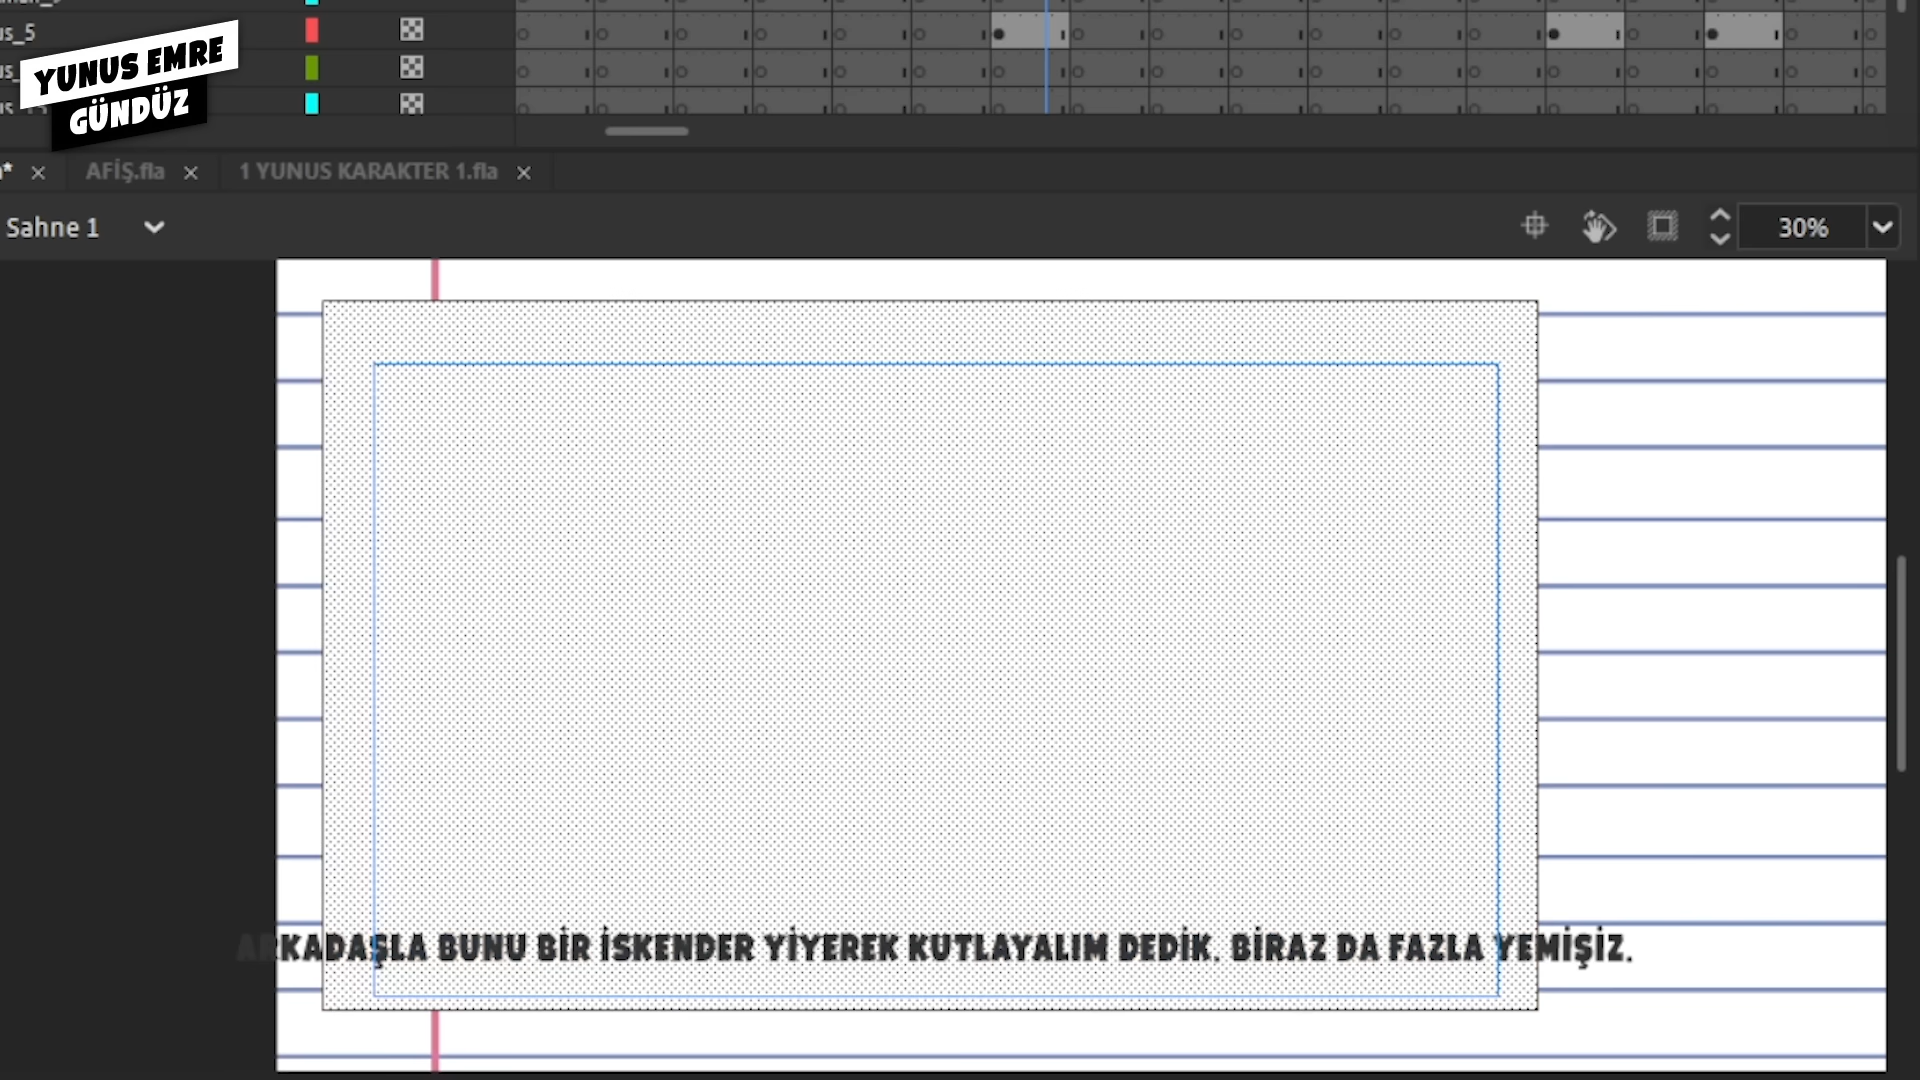 us_5
YUNUS EMRE
GÜNDÜZ
AFİŞ.fla
1 YUNUS KARAKTER 1.fla
Sahne 1
30%
ARKADAŞLA BUNU BİR İSKENDER YİYEREK KUTLAYALIM DEDİK. BİRAZ DA FAZLA YEMİŞİZ.